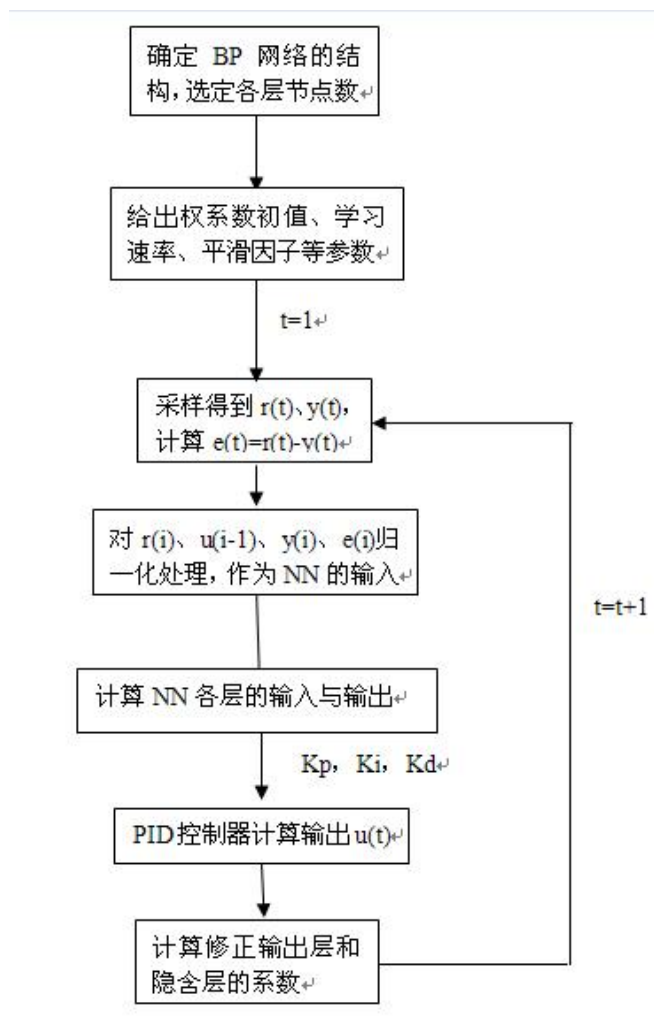 确定 BP 网络的结
构，选定各层节点数↵
给出权系数初值、学习
速率、平滑因子等参数↵
t=1↵
采样得到 r(t)、y(t)，
计算 e(t)=r(t)-y(t)↵
对 r(i)、u(i-1)、y(i)、e(i)归
一化处理，作为 NN 的输入↵
t=t+1
计算 NN 各层的输入与输出↵
Kp，Ki，Kd↵
PID 控制器计算输出 u(t)↵
计算修正输出层和
隐含层的系数↵